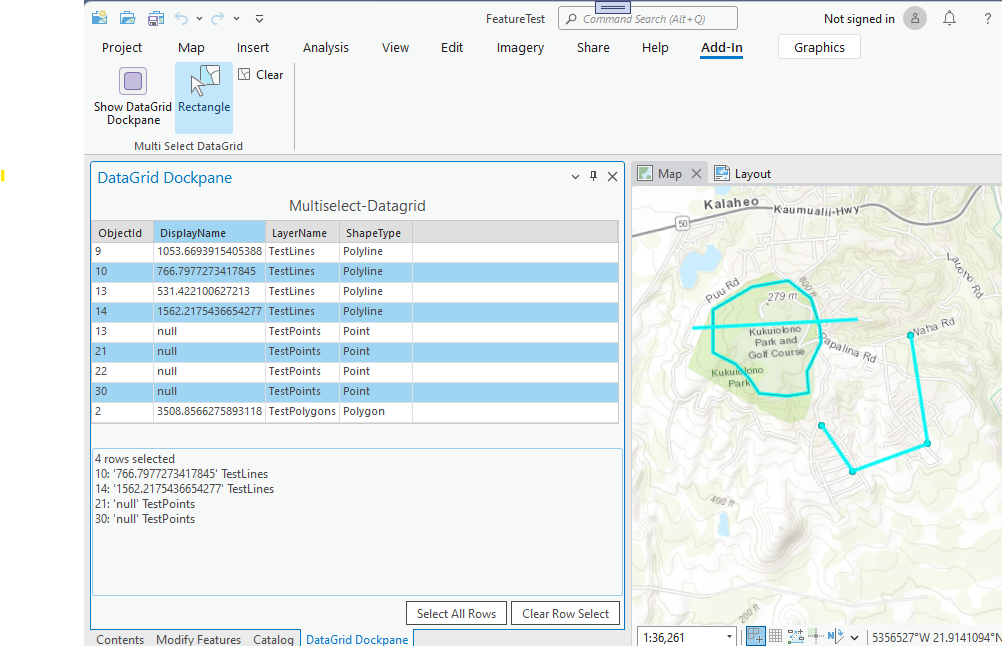 FeatureTest
Command Search (Alt+Q)
Not signed in
?
Project Map Insert Analysis View Edit Imagery Share Help Add-In Graphics
Show DataGrid
Dockpane
Rectangle
Clear
Multi Select DataGrid
DataGrid Dockpane
Multiselect-Datagrid
ObjectId DisplayName LayerName ShapeType
9 1053.6693915405388 TestLines Polyline
10 766.7977273417845 TestLines Polyline
13 531.422100627213 TestLines Polyline
14 1562.2175436654277 TestLines Polyline
13 null TestPoints Point
21 null TestPoints Point
22 null TestPoints Point
30 null TestPoints Point
2 3508.8566275893118 TestPolygons Polygon
4 rows selected
10: '766.7977273417845' TestLines
14: '1562.2175436654277' TestLines
21: 'null' TestPoints
30: 'null' TestPoints
Select All Rows Clear Row Select
Contents Modify Features Catalog DataGrid Dockpane
Map Layout
Kalaheo
Kaumualii-Hwy
50
Lauoho Rd
Puu Rd
800 ft
279 m
Kukuiolono
Park and
Golf Course
Waha Rd
Papalina Rd
Kukuiolono
Park
400 ft
200 ft
1:36,261
N
5356527°W 21.9141094°N